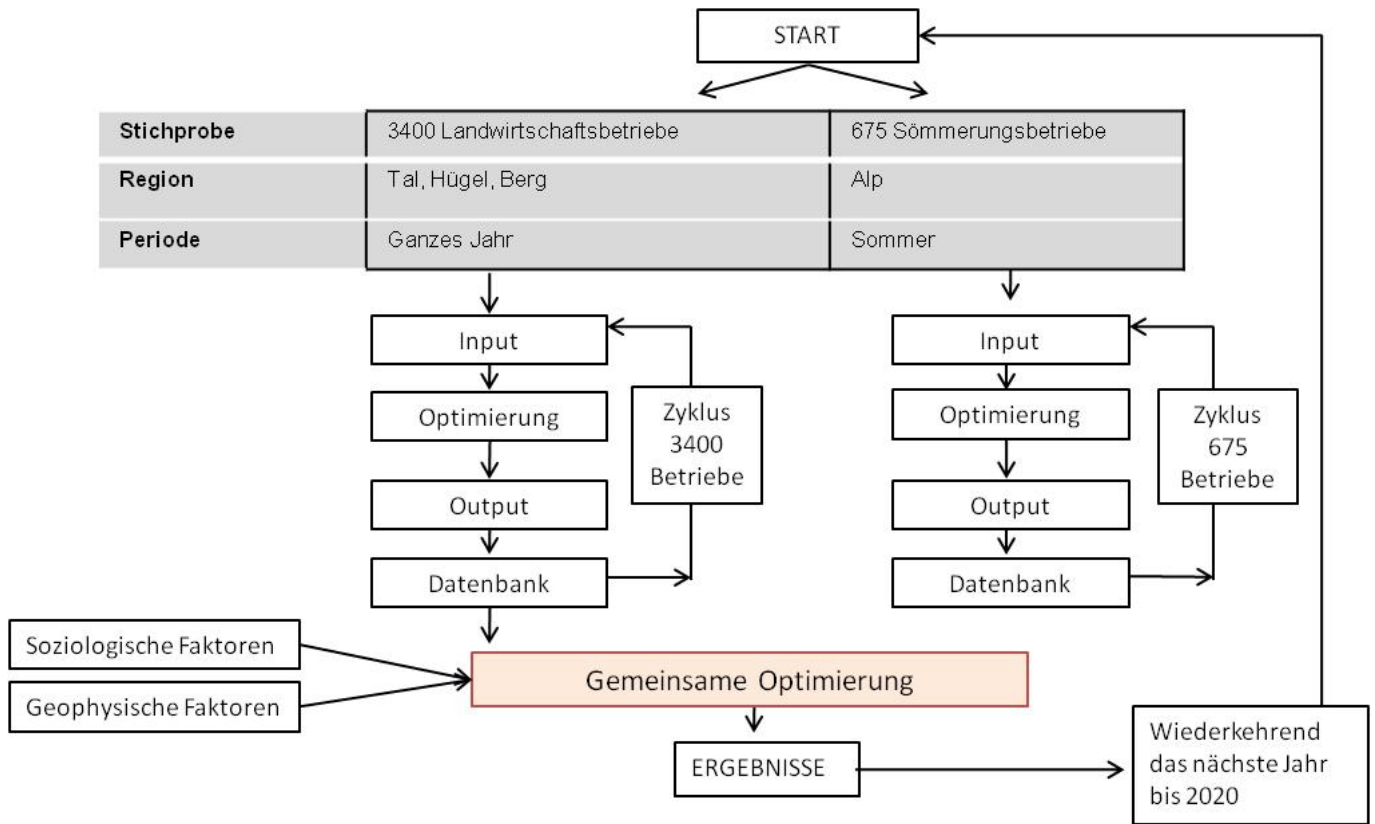 START
Stichprobe 3400 Landwirtschaftsbetriebe 675 Sömmerungsbetriebe
Region Tal, Hügel, Berg Alp
Periode Ganzes Jahr Sommer
Input
Optimierung
Output
Datenbank
Zyklus
3400
Betriebe
Input
Optimierung
Output
Datenbank
Zyklus
675
Betriebe
Soziologische Faktoren
Geophysische Faktoren
Gemeinsame Optimierung
ERGEBNISSE
Wiederkehrend
das nächste Jahr
bis 2020